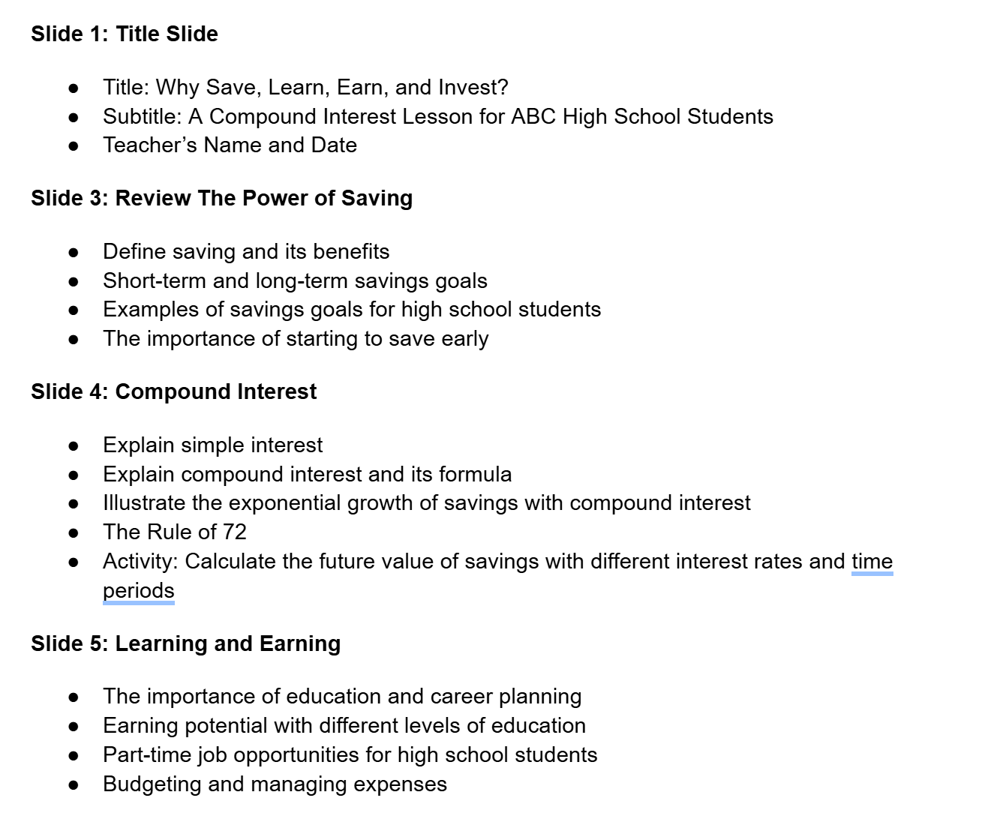 Slide 1: Title Slide
● Title: Why Save, Learn, Earn, and Invest?
● Subtitle: A Compound Interest Lesson for ABC High School Students
● Teacher’s Name and Date
Slide 3: Review The Power of Saving
● Define saving and its benefits
● Short-term and long-term savings goals
● Examples of savings goals for high school students
● The importance of starting to save early
Slide 4: Compound Interest
● Explain simple interest
● Explain compound interest and its formula
● Illustrate the exponential growth of savings with compound interest
● The Rule of 72
● Activity: Calculate the future value of savings with different interest rates and time
periods
Slide 5: Learning and Earning
● The importance of education and career planning
● Earning potential with different levels of education
● Part-time job opportunities for high school students
● Budgeting and managing expenses